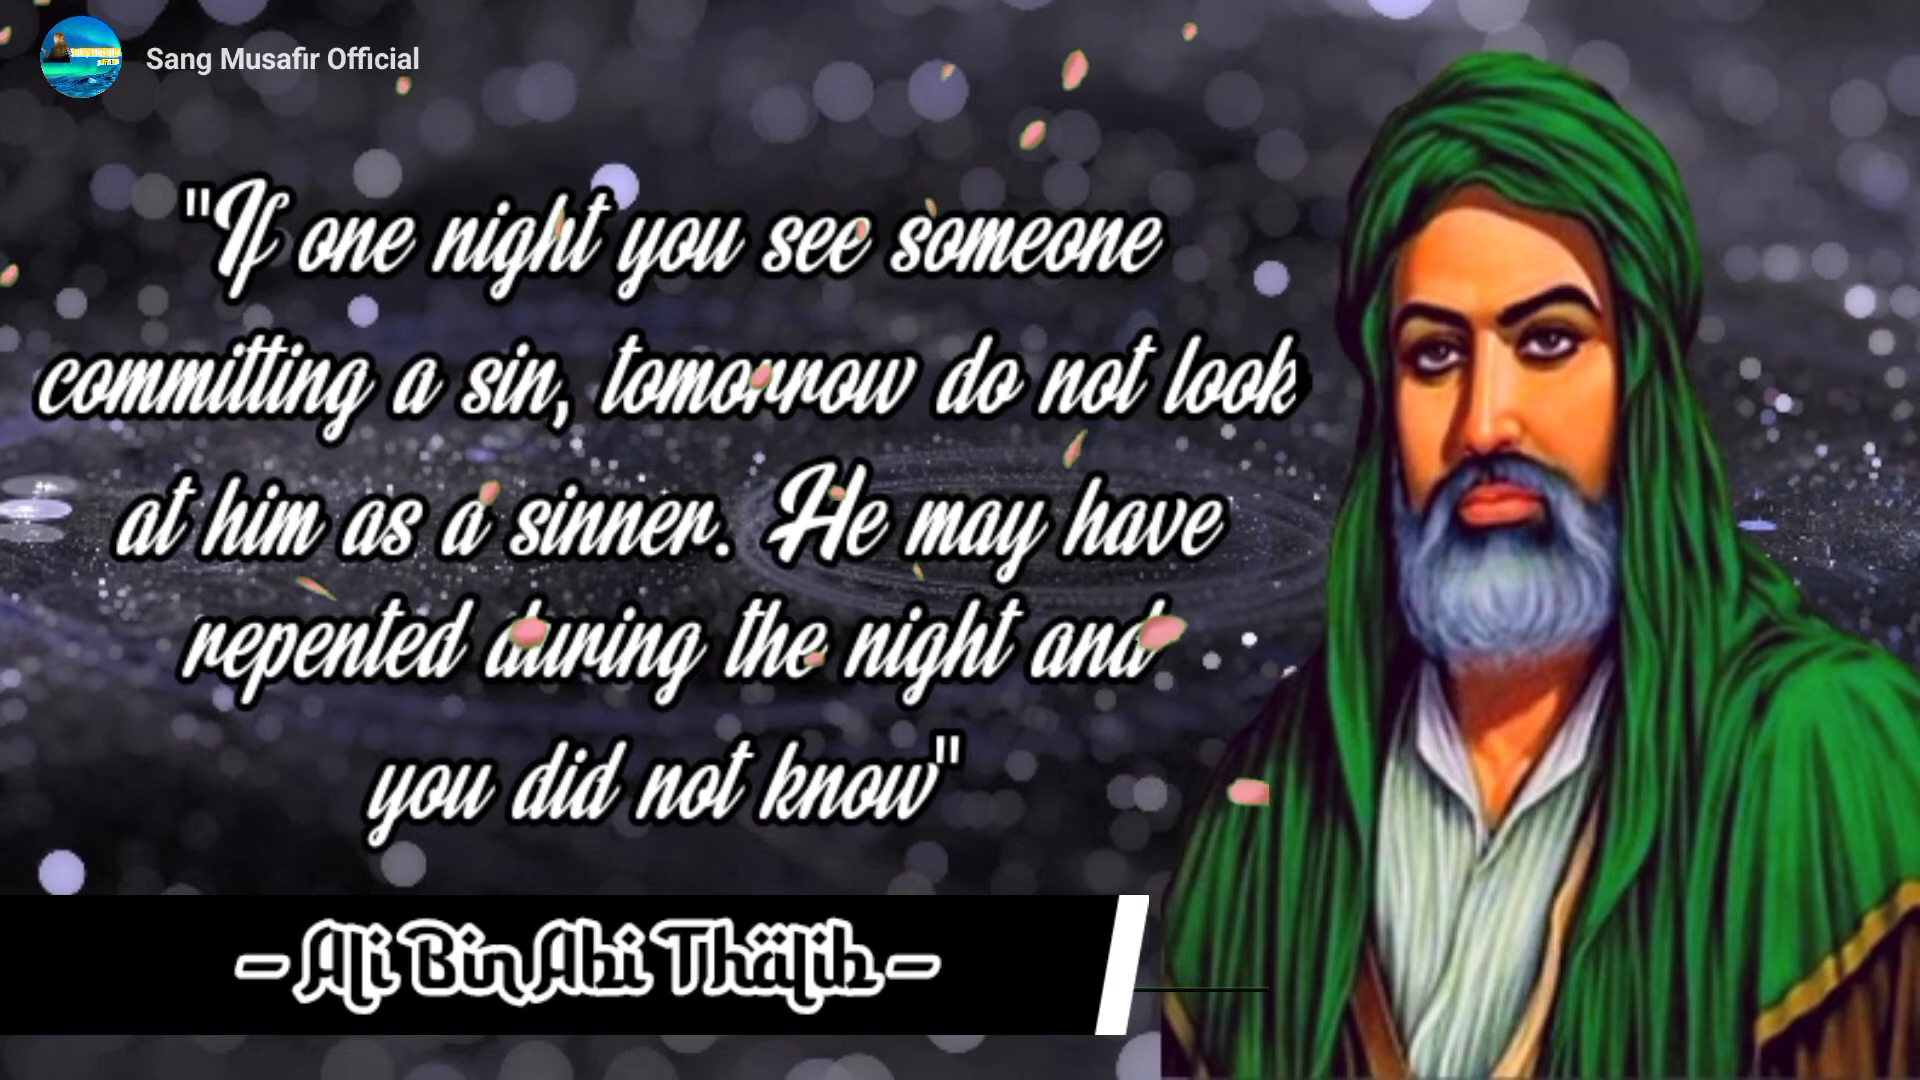 Sang Musafir Official
"If one night you see someone
committing a sin, tomorrow do not look
at him as a sinner. He may have
repented during the night and
you did not know"
– Ali Bin Abi Thälib –